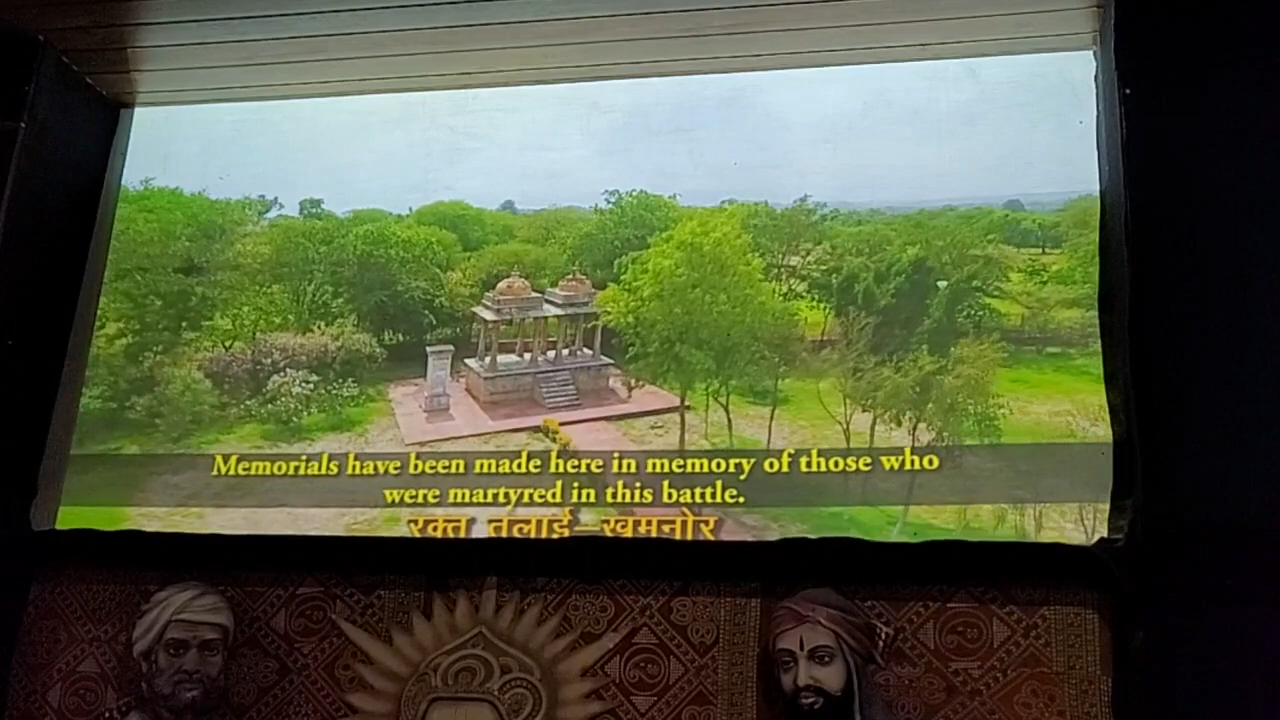 Memorials have been made here in memory of those who
were martyred in this battle.
रक्त तलाई–खमनोर